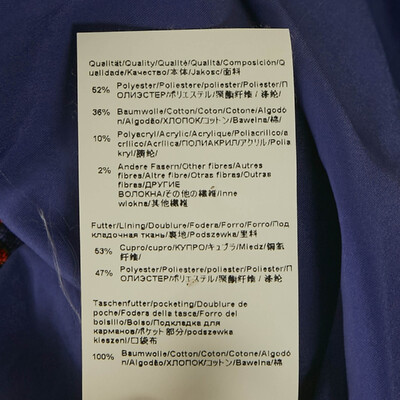 Qualität/Quality/Qualité/Qualità/Composición/Q
ualidade/Качество/本体/Jakosc/面料
52% Polyester/Poliestere/poliester/Poliester/П
ОЛИЭСТЕР/ポリエステル/聚酯纤维/涤纶/
36% Baumwolle/Cotton/Coton/Cotone/Algodó
n/Algodão/ХЛОПОК/コットン/Bawelna/棉/
10% Polyacryl/Acrylic/Acrylique/Poliacrilico/a
crilico/Acrílico/ПОЛИАКРИЛ/アクリル/Polia
kryl/腈纶/
2% Andere Fasern/Other fibres/Autres
fibres/Altre fibre/Otras fibras/Outras
fibras/ДРУГИЕ
ВОЛОКНА/その他の繊維/Inne
wlokna/其他纤维
Futter/Lining/Doublure/Fodera/Forro/Forro/Под
кладочная ткань/裏地/Podszewka/里料
53% Cupro/cupro/КУПРО/キュプラ/Miedz/铜氨
纤维/
47% Polyester/Poliestere/poliester/Poliester/П
ОЛИЭСТЕР/ポリエステル/聚酯纤维/涤纶/
Taschenfutter/pocketing/Doublure de
poche/Fodera della tasca/Forro del
bolsillo/Bolso/Подкладка для
карманов/ポケット部分/podszewka
kieszeni/口袋布
100% Baumwolle/Cotton/Coton/Cotone/Algodó
n/Algodão/ХЛОПОК/コットン/Bawelna/棉/